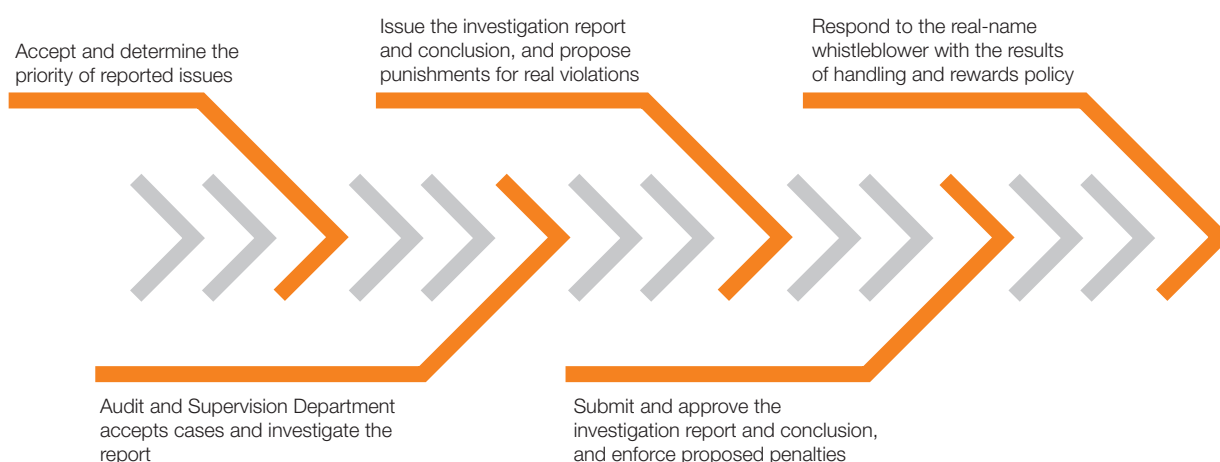 Accept and determine the
priority of reported issues
Audit and Supervision Department
accepts cases and investigate the
report
Issue the investigation report
and conclusion, and propose
punishments for real violations
Submit and approve the
investigation report and conclusion,
and enforce proposed penalties
Respond to the real-name
whistleblower with the results
of handling and rewards policy